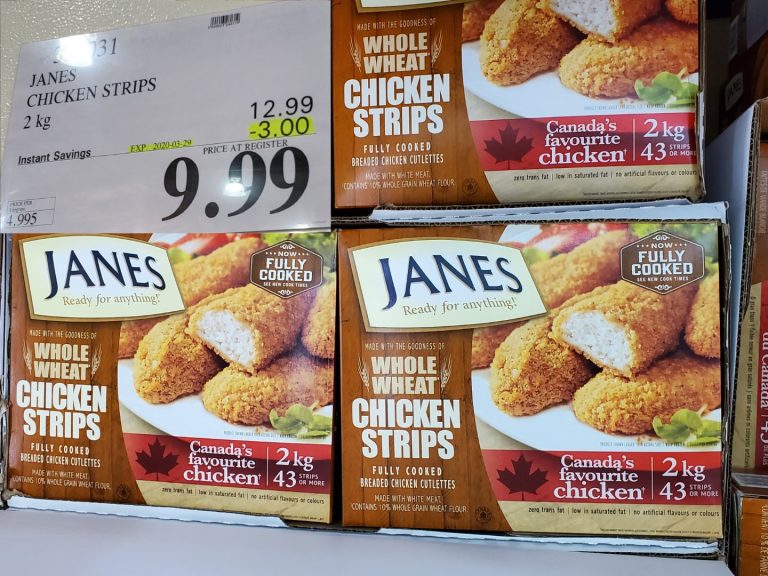 031
JANES
CHICKEN STRIPS
2 kg
12.99
-3.00
Instant Savings
EXP. 2020-03-29
PRICE AT REGISTER
9.99
PRICE PER
4.995
MADE WITH THE GOODNESS OF
WHOLE
WHEAT
CHICKEN
STRIPS
FULLY COOKED
BREADED CHICKEN CUTLETTES
MADE WITH WHITE MEAT
CONTAINS 10% WHOLE GRAIN WHEAT FLOUR
Canada's
favourite
chicken†
2 kg
43 STRIPS OR MORE
zero trans fat | low in saturated fat | no artificial flavours or colours
JANES
Ready for anything!
NOW
FULLY
COOKED
SEE NEW COOK TIMES
MADE WITH THE GOODNESS OF
WHOLE
WHEAT
CHICKEN
STRIPS
FULLY COOKED
BREADED CHICKEN CUTLETTES
MADE WITH WHITE MEAT
CONTAINS 10% WHOLE GRAIN WHEAT FLOUR
Canada's
favourite
chicken†
2 kg
43 STRIPS OR MORE
zero trans fat | low in saturated fat | no artificial flavours or colours
JANES
Ready for anything!
NOW
FULLY
COOKED
SEE NEW COOK TIMES
MADE WITH THE GOODNESS OF
WHOLE
WHEAT
CHICKEN
STRIPS
FULLY COOKED
BREADED CHICKEN CUTLETTES
MADE WITH WHITE MEAT
CONTAINS 10% WHOLE GRAIN WHEAT FLOUR
Canada's
favourite
chicken†
2 kg
43 STRIPS OR MORE
zero trans fat | low in saturated fat | no artificial flavours or colours